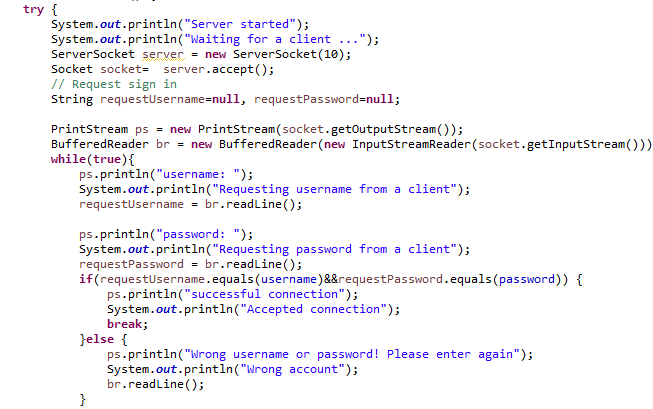 try {
System.out.println("Server started");
System.out.println("Waiting for a client ...");
ServerSocket server = new ServerSocket(10);
Socket socket=  server.accept();
// Request sign in
String requestUsername=null, requestPassword=null;
PrintStream ps = new PrintStream(socket.getOutputStream());
BufferedReader br = new BufferedReader(new InputStreamReader(socket.getInputStream()))
while(true){
ps.println("username: ");
System.out.println("Requesting username from a client");
requestUsername = br.readLine();
ps.println("password: ");
System.out.println("Requesting password from a client");
requestPassword = br.readLine();
if(requestUsername.equals(username)&&requestPassword.equals(password)) {
ps.println("successful connection");
System.out.println("Accepted connection");
break;
}else {
ps.println("Wrong username or password! Please enter again");
System.out.println("Wrong account");
br.readLine();
}